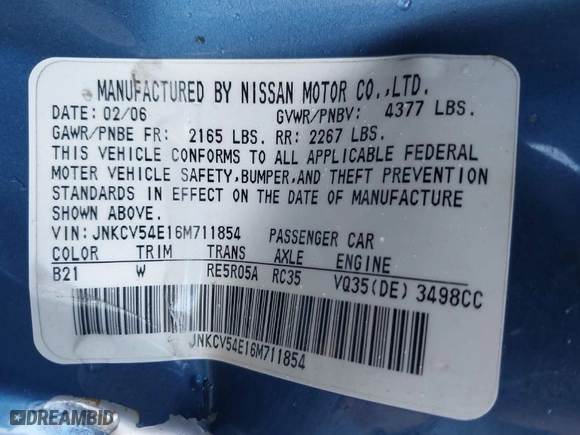 MANUFACTURED BY NISSAN MOTOR CO.,LTD.
DATE: 02/06 GVWR/PNBV: 4377 LBS.
GAWR/PNBE FR: 2165 LBS. RR: 2267 LBS.
THIS VEHICLE CONFORMS TO ALL APPLICABLE FEDERAL
MOTER VEHICLE SAFETY,BUMPER,AND THEFT PREVENTION
STANDARDS IN EFFECT ON THE DATE OF MANUFACTURE
SHOWN ABOVE.
VIN: JNKCV54E16M711854 PASSENGER CAR
COLOR TRIM TRANS AXLE ENGINE
B21 W RE5R05A RC35 VQ35(DE) 3498CC
JNKCV54E16M711854
DREAMBID